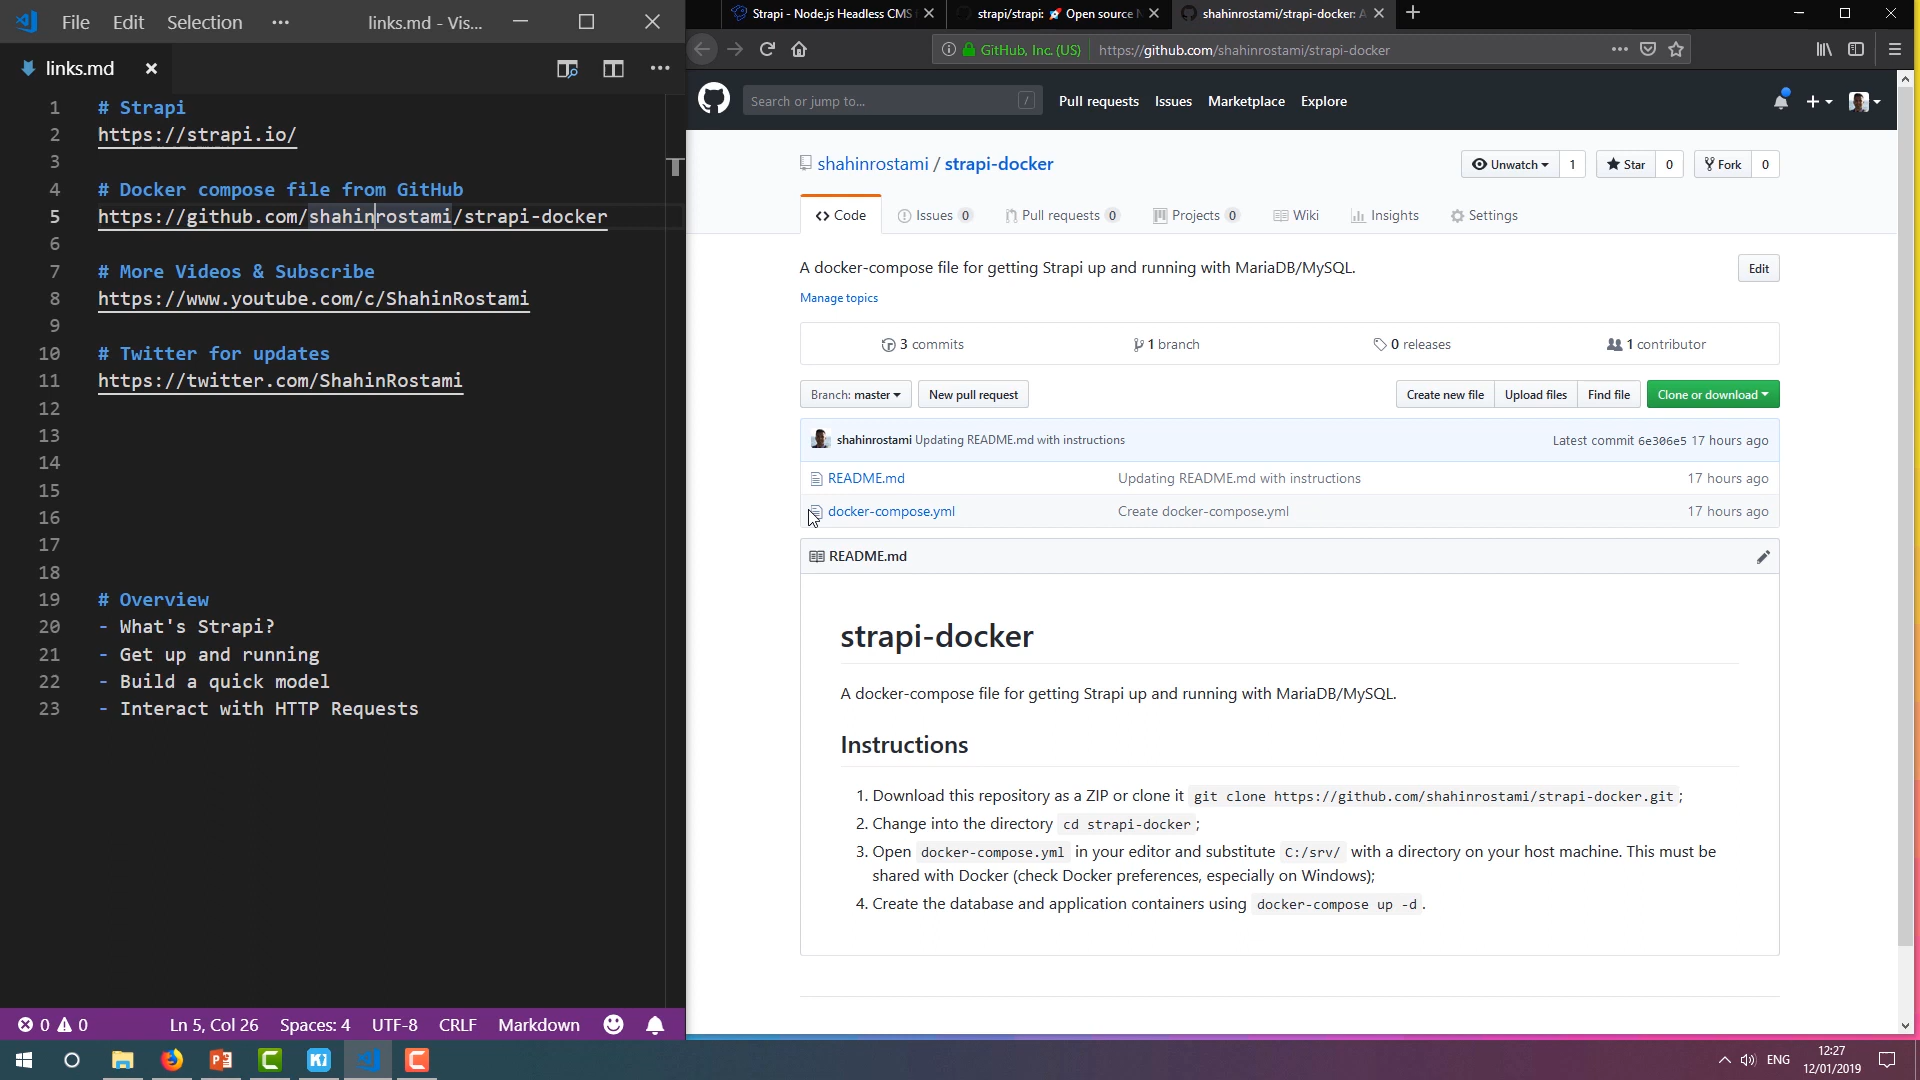 File Edit Selection ··· links.md - Vis...
links.md
1 # Strapi
2 https://strapi.io/
3
4 # Docker compose file from GitHub
5 https://github.com/shahinrostami/strapi-docker
6
7 # More Videos & Subscribe
8 https://www.youtube.com/c/ShahinRostami
9
10 # Twitter for updates
11 https://twitter.com/ShahinRostami
12
13
14
15
16
17
18
19 # Overview
20 - What's Strapi?
21 - Get up and running
22 - Build a quick model
23 - Interact with HTTP Requests
0 0 Ln 5, Col 26 Spaces: 4 UTF-8 CRLF Markdown
Strapi - Node.js Headless CMS strapi/strapi: 🚀 Open source shahinrostami/strapi-docker: A
GitHub, Inc. (US) https://github.com/shahinrostami/strapi-docker
Search or jump to... / Pull requests Issues Marketplace Explore
shahinrostami / strapi-docker Unwatch 1 Star 0 Fork 0
Code Issues 0 Pull requests 0 Projects 0 Wiki Insights Settings
A docker-compose file for getting Strapi up and running with MariaDB/MySQL. Edit
Manage topics
3 commits 1 branch 0 releases 1 contributor
Branch: master New pull request Create new file Upload files Find file Clone or download
shahinrostami Updating README.md with instructions Latest commit 6e306e5 17 hours ago
README.md Updating README.md with instructions 17 hours ago
docker-compose.yml Create docker-compose.yml 17 hours ago
README.md
strapi-docker
A docker-compose file for getting Strapi up and running with MariaDB/MySQL.
Instructions
1. Download this repository as a ZIP or clone it git clone https://github.com/shahinrostami/strapi-docker.git ;
2. Change into the directory cd strapi-docker ;
3. Open docker-compose.yml in your editor and substitute C:/srv/ with a directory on your host machine. This must be
shared with Docker (check Docker preferences, especially on Windows);
4. Create the database and application containers using docker-compose up -d .
ENG 12:27
12/01/2019